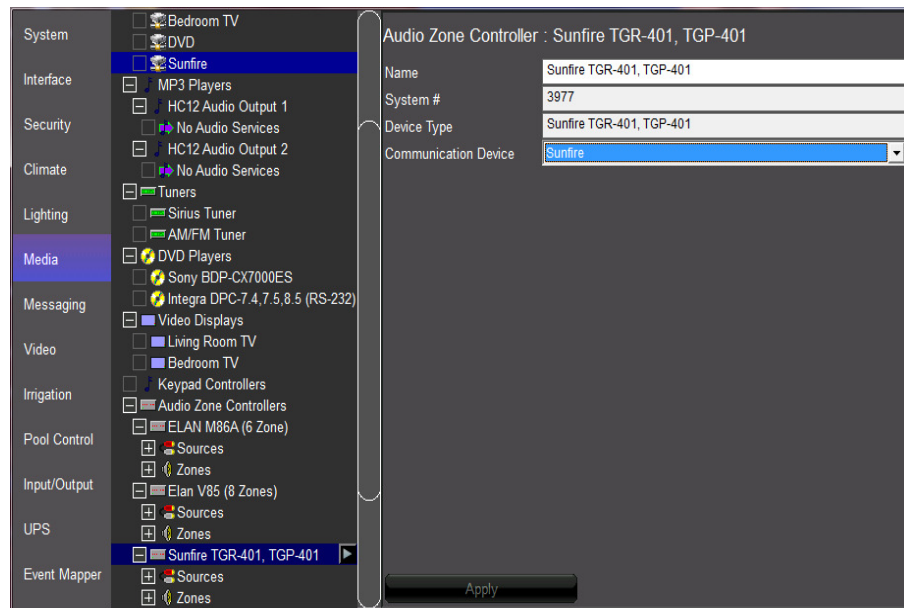 System
Interface
Security
Climate
Lighting
Media
Messaging
Video
Irrigation
Pool Control
Input/Output
UPS
Event Mapper
Bedroom TV
DVD
Sunfire
MP3 Players
HC12 Audio Output 1
No Audio Services
HC12 Audio Output 2
No Audio Services
Tuners
Sirius Tuner
AM/FM Tuner
DVD Players
Sony BDP-CX7000ES
Integra DPC-7.4,7.5,8.5 (RS-232)
Video Displays
Living Room TV
Bedroom TV
Keypad Controllers
Audio Zone Controllers
ELAN M86A (6 Zone)
Sources
Zones
Elan V85 (8 Zones)
Sources
Zones
Sunfire TGR-401, TGP-401
Sources
Zones
Audio Zone Controller : Sunfire TGR-401, TGP-401
Name Sunfire TGR-401, TGP-401
System # 3977
Device Type Sunfire TGR-401, TGP-401
Communication Device Sunfire
Apply